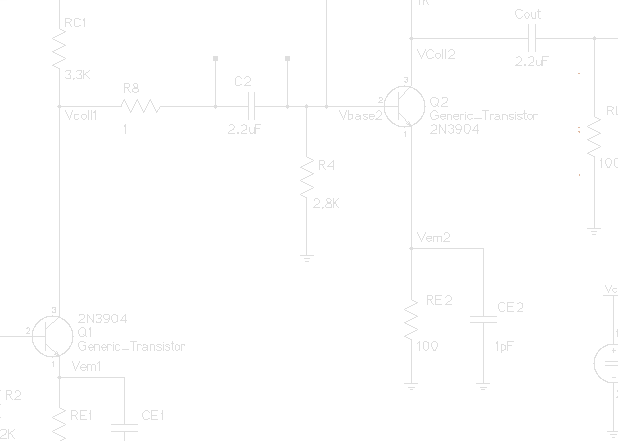 1K
Cout
RC1
VColl2
2.2uF
3.3K
R8
C2
3
2
Q2
Vcoll1
Vbase2
Generic_Transistor
1
2.2uF
2N3904
1
R4
2.8K
Vem2
RE2
CE2
100
1pF
3
2N3904
2
Q1
Generic_Transistor
1
Vem1
R2
RE1
CE1
2K